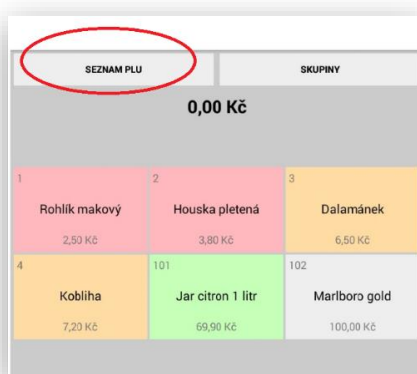 SEZNAM PLU SKUPINY
0,00 Kč
1 2 3
Rohlík makový Houska pletená Dalamánek
2,50 Kč 3,80 Kč 6,50 Kč
4 101 102
Kobliha Jar citron 1 litr Marlboro gold
7,20 Kč 69,90 Kč 100,00 Kč